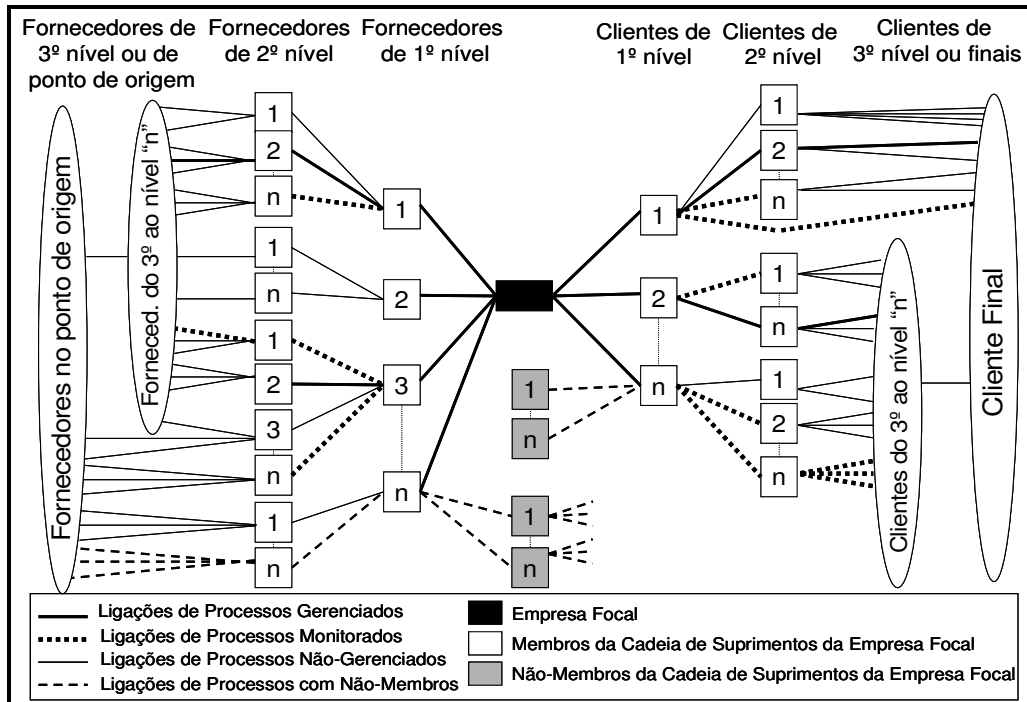 Fornecedores de
3º nível ou de
ponto de origem
Fornecedores
de 2º nível
Fornecedores
de 1º nível
Clientes de
1º nível
Clientes de
2º nível
Clientes de
3º nível ou finais
Fornecedores no ponto de origem
Forneced. do 3º ao nível “n”
1
2
n
1
n
1
2
3
n
1
n
1
2
3
n
1
n
1
n
1
2
n
1
2
n
1
n
1
2
n
Clientes do 3º ao nível “n”
Cliente Final
Ligações de Processos Gerenciados
Ligações de Processos Monitorados
Ligações de Processos Não-Gerenciados
Ligações de Processos com Não-Membros
Empresa Focal
Membros da Cadeia de Suprimentos da Empresa Focal
Não-Membros da Cadeia de Suprimentos da Empresa Focal